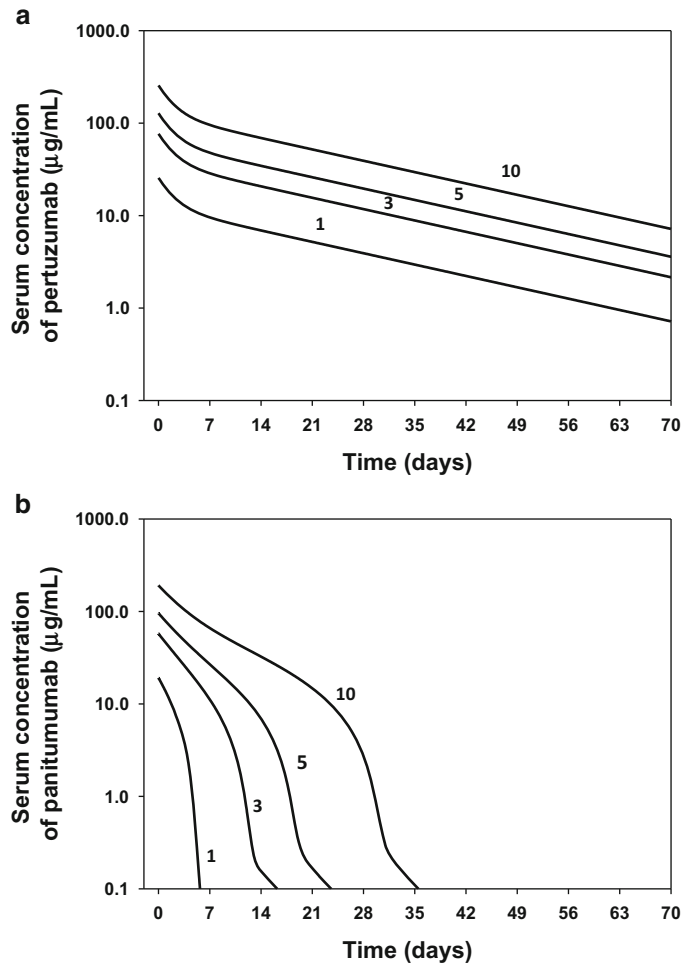 a
Serum concentration
of pertuzumab (μg/mL)
1000.0
100.0
10.0
1.0
0.1
10
5
3
1
0 7 14 21 28 35 42 49 56 63 70
Time (days)
b
Serum concentration
of panitumumab (μg/mL)
1000.0
100.0
10.0
1.0
0.1
10
5
3
1
0 7 14 21 28 35 42 49 56 63 70
Time (days)